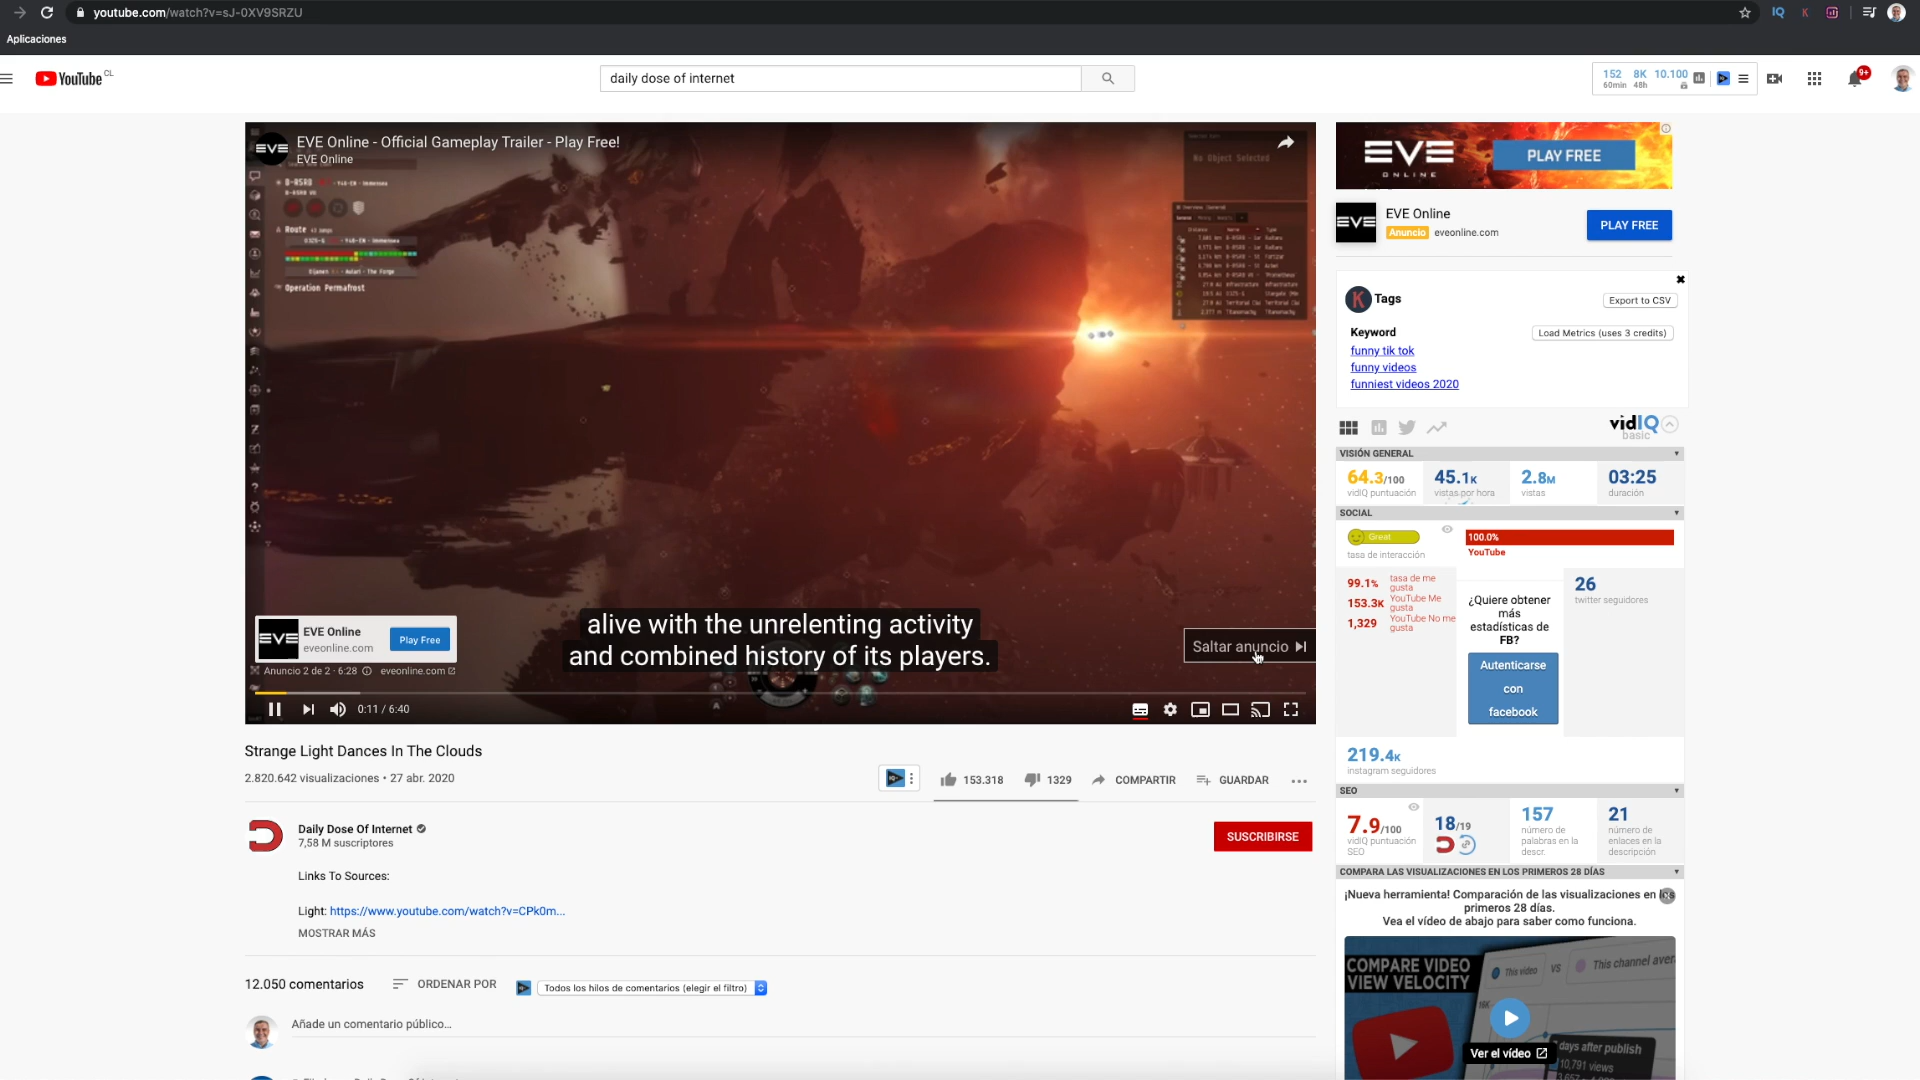 youtube.com/watch?v=sJ-0XV9SRZU
IQ
K
Aplicaciones
YouTube CL
daily dose of internet
152 8K 10.100
60min 48h
9+
EVE Online - Official Gameplay Trailer - Play Free!
EVE Online
No Object Selected
Route
Operation Permafrost
alive with the unrelenting activity
and combined history of its players.
EVE Online
eveonline.com
Play Free
Saltar anuncio
Anuncio 2 de 2 · 6:28 eveonline.com
0:11 / 6:40
Strange Light Dances In The Clouds
2.820.642 visualizaciones • 27 abr. 2020
153.318 1329 COMPARTIR GUARDAR
Daily Dose Of Internet
7,58 M suscriptores
SUSCRIBIRSE
Links To Sources:
Light: https://www.youtube.com/watch?v=CPk0m...
MOSTRAR MÁS
12.050 comentarios ORDENAR POR Todos los hilos de comentarios (elegir el filtro)
Añade un comentario público...
EVE
ONLINE
PLAY FREE
EVE
EVE Online
Anuncio eveonline.com
PLAY FREE
K Tags Export to CSV
Keyword Load Metrics (uses 3 credits)
funny tik tok
funny videos
funniest videos 2020
vidIQ
basic
VISIÓN GENERAL
64.3/100 45.1K 2.8M 03:25
vidIQ puntuación vistas por hora vistas duración
SOCIAL
Great
tasa de interacción
100.0%
YouTube
99.1% tasa de me gusta
153.3K YouTube Me gusta
1,329 YouTube No me gusta
¿Quiere obtener
más
estadísticas de
FB?
Autenticarse
con
facebook
26
twitter seguidores
219.4K
instagram seguidores
SEO
7.9/100 18/19 157 21
vidIQ puntuación SEO
número de palabras en la descr.
número de enlaces en la descripción
COMPARA LAS VISUALIZACIONES EN LOS PRIMEROS 28 DÍAS
¡Nueva herramienta! Comparación de las visualizaciones en los
primeros 28 días.
Vea el vídeo de abajo para saber como funciona.
COMPARE VIDEO
VIEW VELOCITY
This video VS This channel aver
16K
Ver el vídeo
days after publish
10,791 views